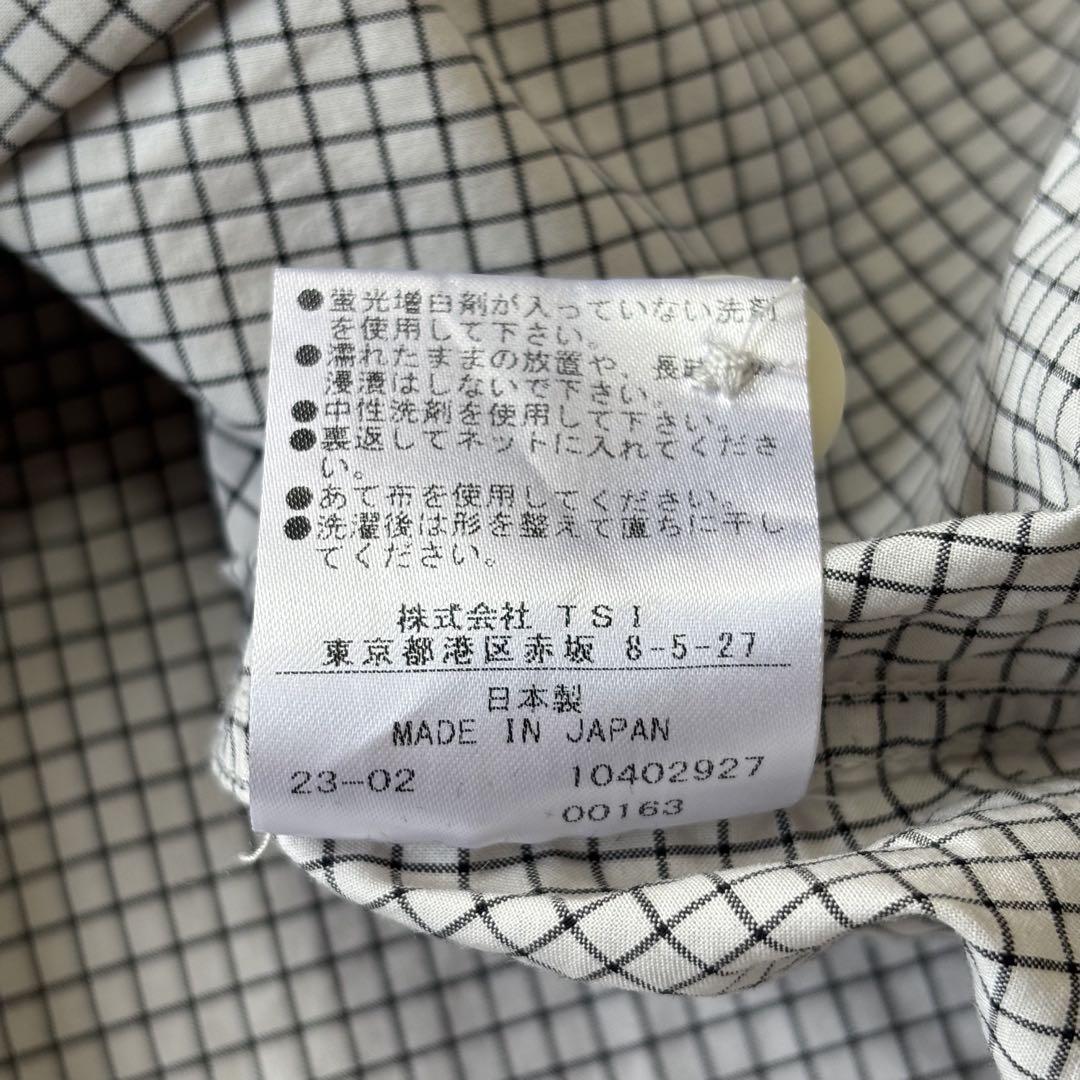 ●蛍光増白剤が入っていない洗剤
を使用して下さい。
●濡れたままの放置や、長時
浸漬はしないで下さい。
●中性洗剤を使用して下さい。
●裏返してネットに入れてくださ
い。
●あて布を使用してください。
●洗濯後は形を整えて直ちに干し
てください。
株式会社 TSI
東京都港区赤坂 8-5-27
日本製
MADE IN JAPAN
23-02 10402927
00163